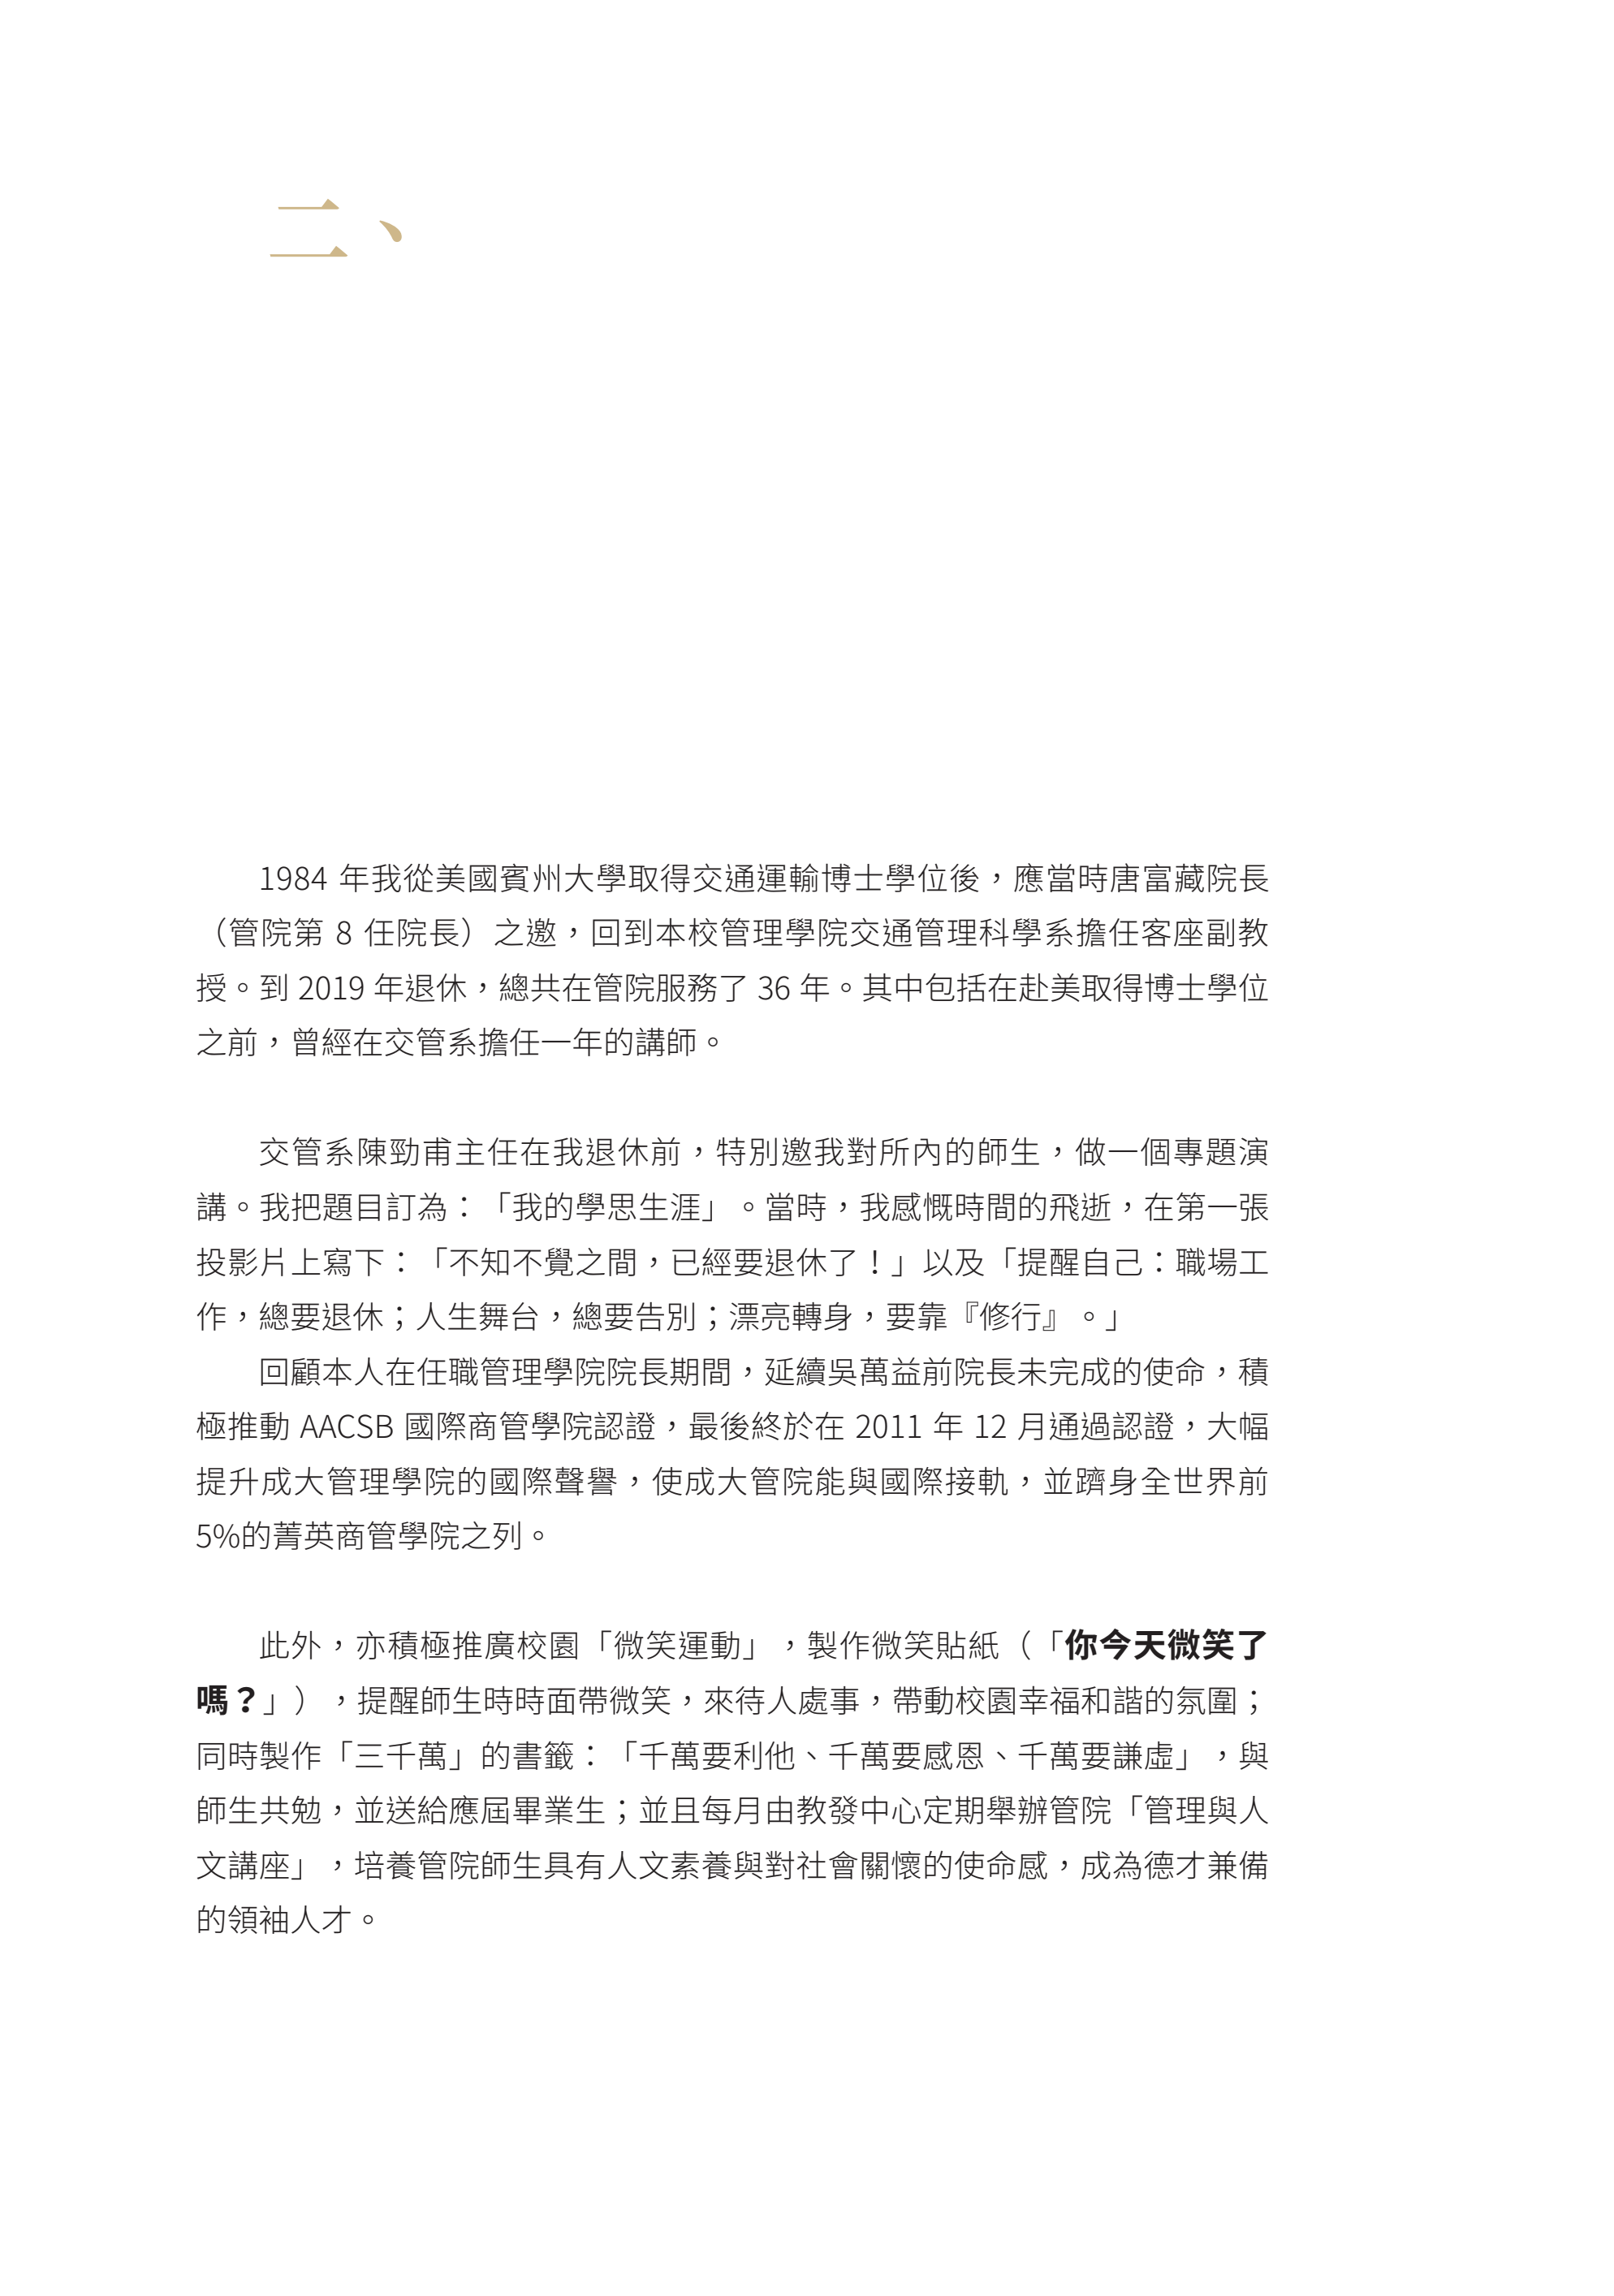 二、
1984 年我從美國賓州大學取得交通運輸博士學位後，應當時唐富藏院長
（管院第 8 任院長）之邀，回到本校管理學院交通管理科學系擔任客座副教
授。到 2019 年退休，總共在管院服務了 36 年。其中包括在赴美取得博士學位
之前，曾經在交管系擔任一年的講師。
交管系陳勁甫主任在我退休前，特別邀我對所內的師生，做一個專題演
講。我把題目訂為：「我的學思生涯」。當時，我感慨時間的飛逝，在第一張
投影片上寫下：「不知不覺之間，已經要退休了！」以及「提醒自己：職場工
作，總要退休；人生舞台，總要告別；漂亮轉身，要靠『修行』。」
回顧本人在任職管理學院院長期間，延續吳萬益前院長未完成的使命，積
極推動 AACSB 國際商管學院認證，最後終於在 2011 年 12 月通過認證，大幅
提升成大管理學院的國際聲譽，使成大管院能與國際接軌，並躋身全世界前
5%的菁英商管學院之列。
此外，亦積極推廣校園「微笑運動」，製作微笑貼紙（「你今天微笑了
嗎？」），提醒師生時時面帶微笑，來待人處事，帶動校園幸福和諧的氛圍；
同時製作「三千萬」的書籤：「千萬要利他、千萬要感恩、千萬要謙虛」，與
師生共勉，並送給應屆畢業生；並且每月由教發中心定期舉辦管院「管理與人
文講座」，培養管院師生具有人文素養與對社會關懷的使命感，成為德才兼備
的領袖人才。